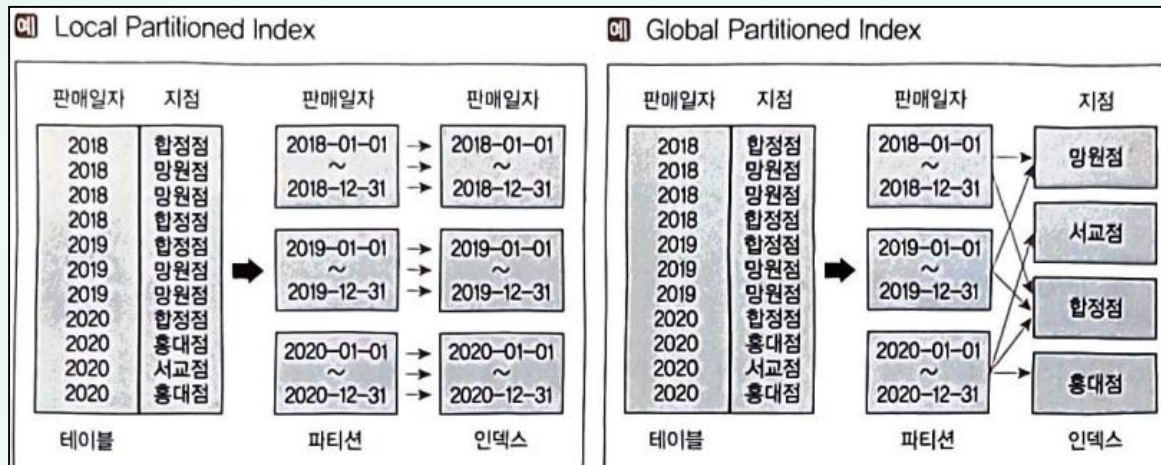 예 Local Partitioned Index
판매일자 지점 판매일자 판매일자
2018 합정점
2018 망원점
2018 망원점
2018 합정점
2019 합정점
2019 망원점
2019 망원점
2020 합정점
2020 홍대점
2020 서교점
2020 홍대점
2018-01-01
~
2018-12-31
2019-01-01
~
2019-12-31
2020-01-01
~
2020-12-31
2018-01-01
~
2018-12-31
2019-01-01
~
2019-12-31
2020-01-01
~
2020-12-31
테이블 파티션 인덱스
예 Global Partitioned Index
판매일자 지점 판매일자 지점
2018 합정점
2018 망원점
2018 망원점
2018 합정점
2019 합정점
2019 망원점
2019 망원점
2020 합정점
2020 홍대점
2020 서교점
2020 홍대점
2018-01-01
~
2018-12-31
2019-01-01
~
2019-12-31
2020-01-01
~
2020-12-31
망원점
서교점
합정점
홍대점
테이블 파티션 인덱스